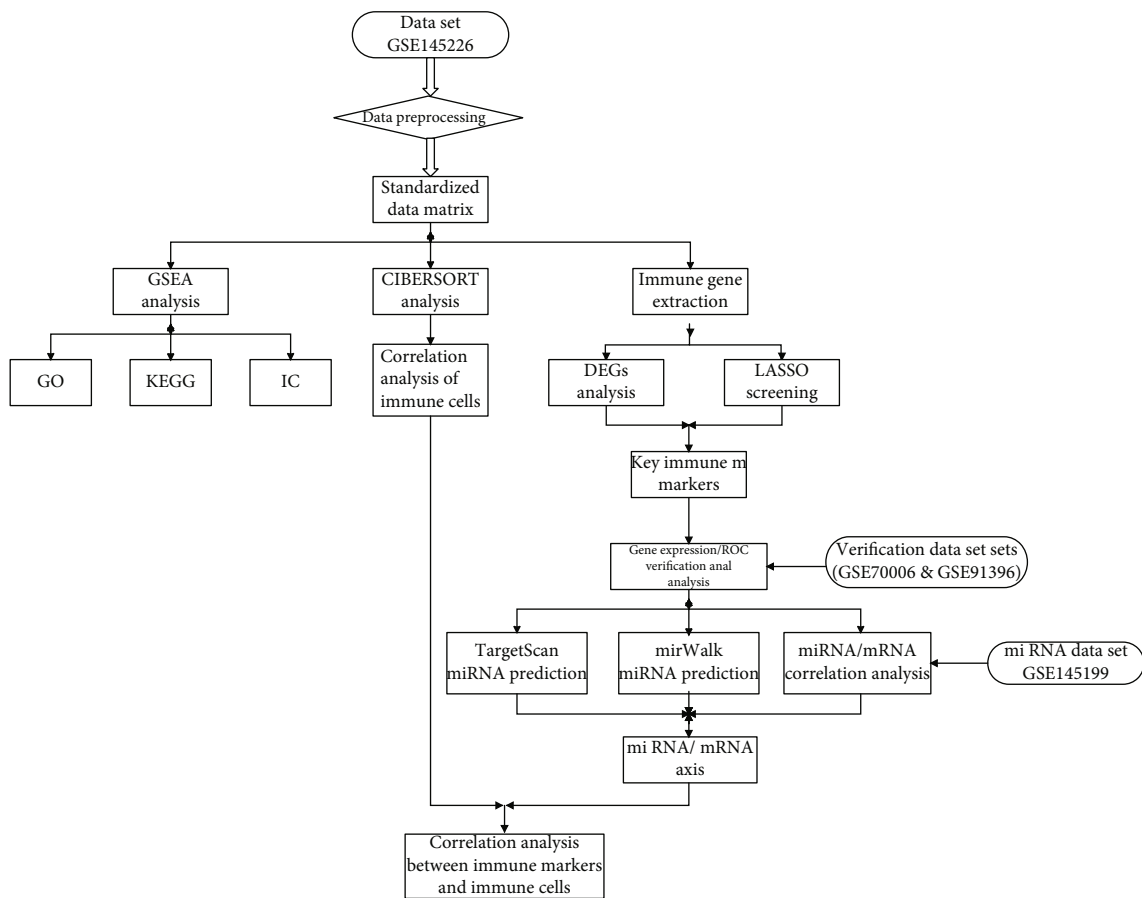 Data set
GSE145226
Data preprocessing
Standardized
data matrix
GSEA
analysis
CIBERSORT
analysis
Immune gene
extraction
GO
KEGG
IC
Correlation
analysis of
immune cells
DEGs
analysis
LASSO
screening
Key immune m
markers
Gene expression/ROC
verification anal
analysis
Verification data set sets
(GSE70006 & GSE91396)
TargetScan
miRNA prediction
mirWalk
miRNA prediction
miRNA/mRNA
correlation analysis
mi RNA data set
GSE145199
mi RNA/ mRNA
axis
Correlation analysis
between immune markers
and immune cells